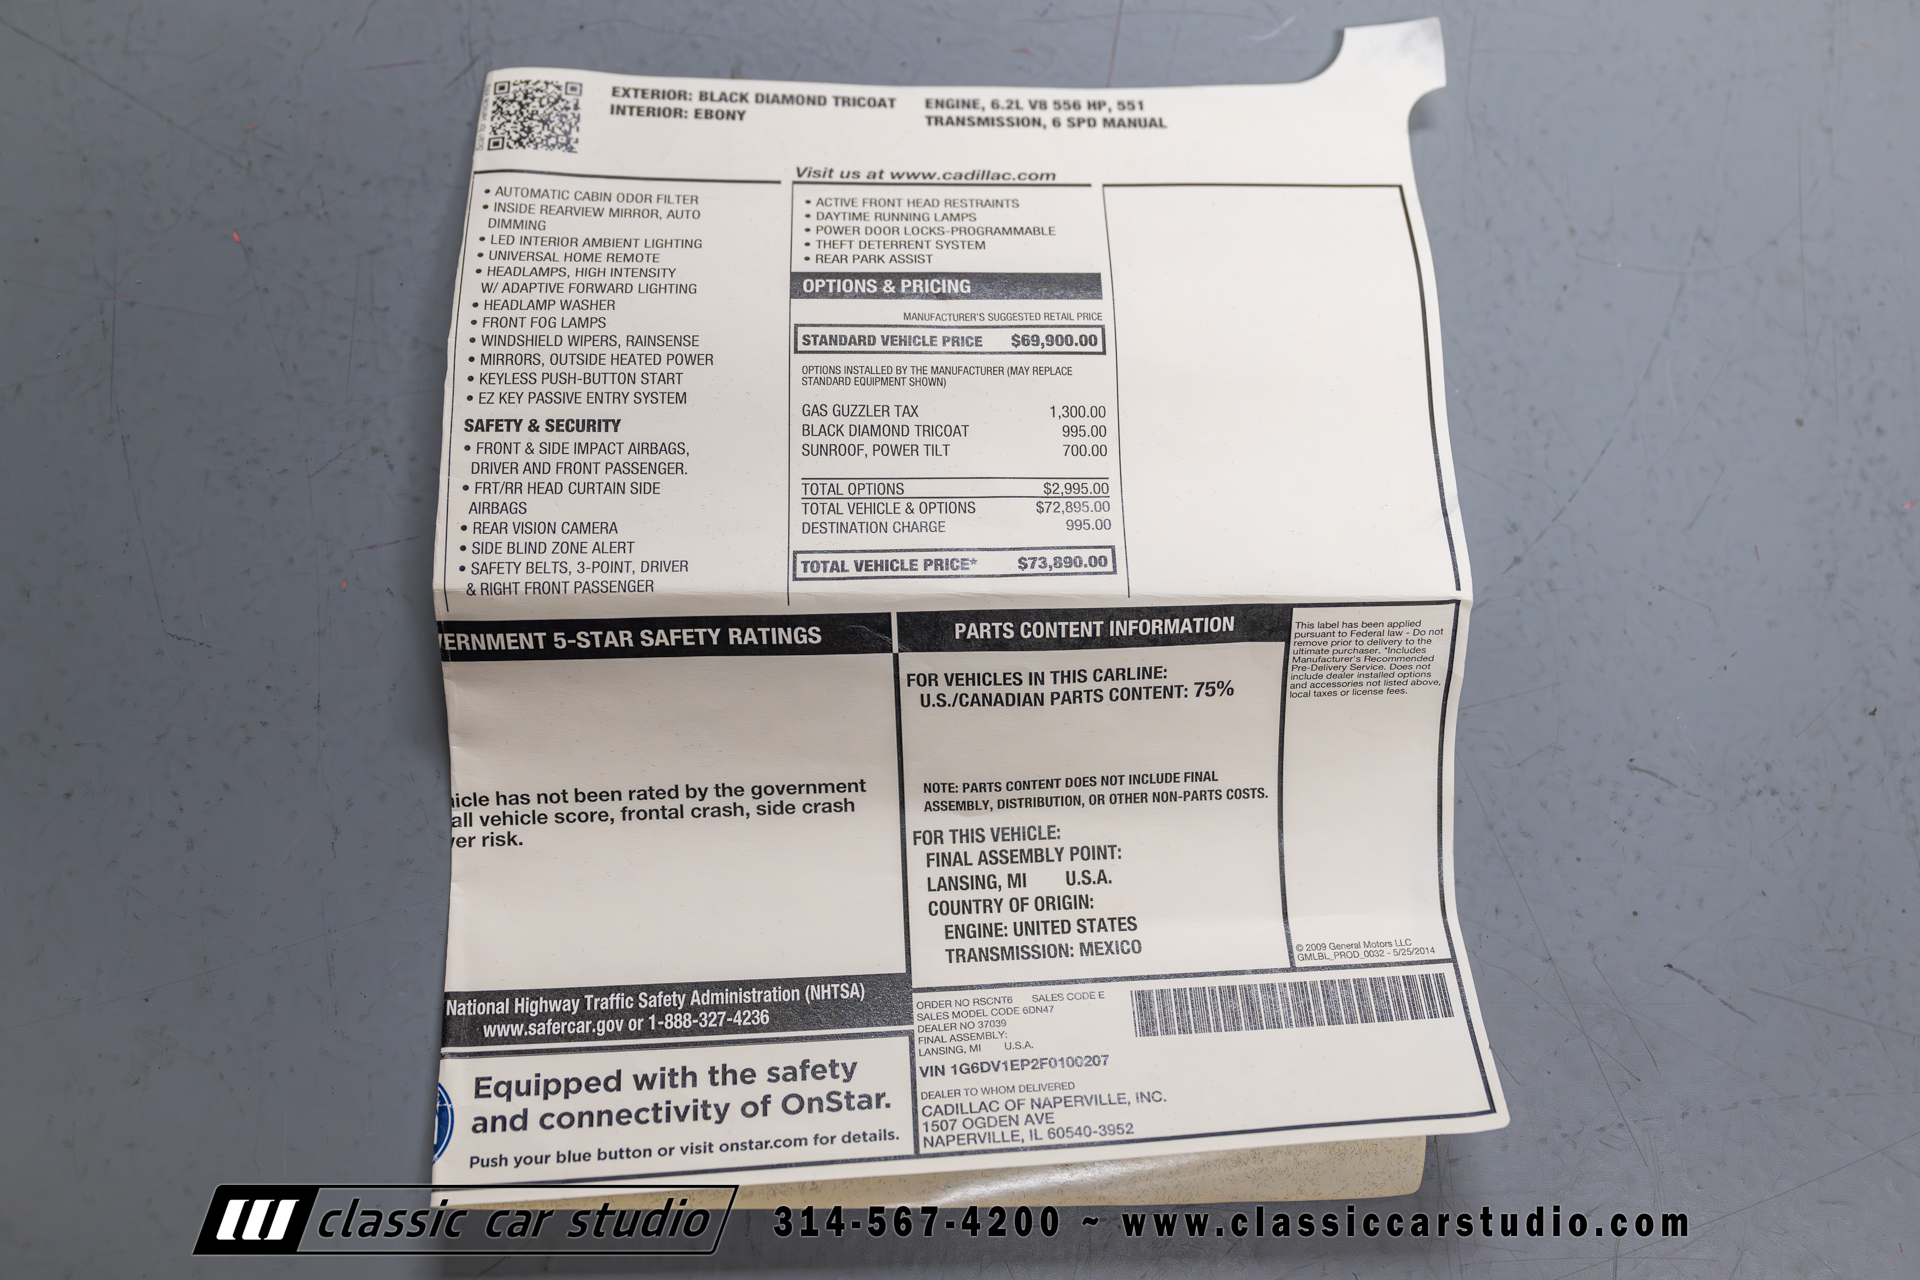 Scan for vehicle info
EXTERIOR: BLACK DIAMOND TRICOAT
INTERIOR: EBONY
ENGINE, 6.2L V8 556 HP, 551
TRANSMISSION, 6 SPD MANUAL
Visit us at www.cadillac.com
• AUTOMATIC CABIN ODOR FILTER
• INSIDE REARVIEW MIRROR, AUTO
DIMMING
• LED INTERIOR AMBIENT LIGHTING
• UNIVERSAL HOME REMOTE
• HEADLAMPS, HIGH INTENSITY
W/ ADAPTIVE FORWARD LIGHTING
• HEADLAMP WASHER
• FRONT FOG LAMPS
• WINDSHIELD WIPERS, RAINSENSE
• MIRRORS, OUTSIDE HEATED POWER
• KEYLESS PUSH-BUTTON START
• EZ KEY PASSIVE ENTRY SYSTEM
SAFETY & SECURITY
• FRONT & SIDE IMPACT AIRBAGS,
DRIVER AND FRONT PASSENGER.
• FRT/RR HEAD CURTAIN SIDE
AIRBAGS
• REAR VISION CAMERA
• SIDE BLIND ZONE ALERT
• SAFETY BELTS, 3-POINT, DRIVER
& RIGHT FRONT PASSENGER
• ACTIVE FRONT HEAD RESTRAINTS
• DAYTIME RUNNING LAMPS
• POWER DOOR LOCKS-PROGRAMMABLE
• THEFT DETERRENT SYSTEM
• REAR PARK ASSIST
OPTIONS & PRICING
MANUFACTURER'S SUGGESTED RETAIL PRICE
STANDARD VEHICLE PRICE $69,900.00
OPTIONS INSTALLED BY THE MANUFACTURER (MAY REPLACE
STANDARD EQUIPMENT SHOWN)
GAS GUZZLER TAX 1,300.00
BLACK DIAMOND TRICOAT 995.00
SUNROOF, POWER TILT 700.00
TOTAL OPTIONS $2,995.00
TOTAL VEHICLE & OPTIONS $72,895.00
DESTINATION CHARGE 995.00
TOTAL VEHICLE PRICE* $73,890.00
VERNMENT 5-STAR SAFETY RATINGS
icle has not been rated by the government
all vehicle score, frontal crash, side crash
ver risk.
National Highway Traffic Safety Administration (NHTSA)
www.safercar.gov or 1-888-327-4236
Equipped with the safety
and connectivity of OnStar.
Push your blue button or visit onstar.com for details.
PARTS CONTENT INFORMATION
FOR VEHICLES IN THIS CARLINE:
U.S./CANADIAN PARTS CONTENT: 75%
NOTE: PARTS CONTENT DOES NOT INCLUDE FINAL
ASSEMBLY, DISTRIBUTION, OR OTHER NON-PARTS COSTS.
FOR THIS VEHICLE:
FINAL ASSEMBLY POINT:
LANSING, MI U.S.A.
COUNTRY OF ORIGIN:
ENGINE: UNITED STATES
TRANSMISSION: MEXICO
This label has been applied
pursuant to Federal law - Do not
remove prior to delivery to the
ultimate purchaser. *Includes
Manufacturer's Recommended
Pre-Delivery Service. Does not
include dealer installed options
and accessories not listed above,
local taxes or license fees.
© 2009 General Motors LLC
GMLBL_PROD_0032 - 5/25/2014
ORDER NO RSCNT6 SALES CODE E
SALES MODEL CODE 6DN47
DEALER NO 37039
FINAL ASSEMBLY:
LANSING, MI U.S.A.
VIN 1G6DV1EP2F0100207
DEALER TO WHOM DELIVERED
CADILLAC OF NAPERVILLE, INC.
1507 OGDEN AVE
NAPERVILLE, IL 60540-3952
classic car studio 314-567-4200 ~ www.classiccarstudio.com